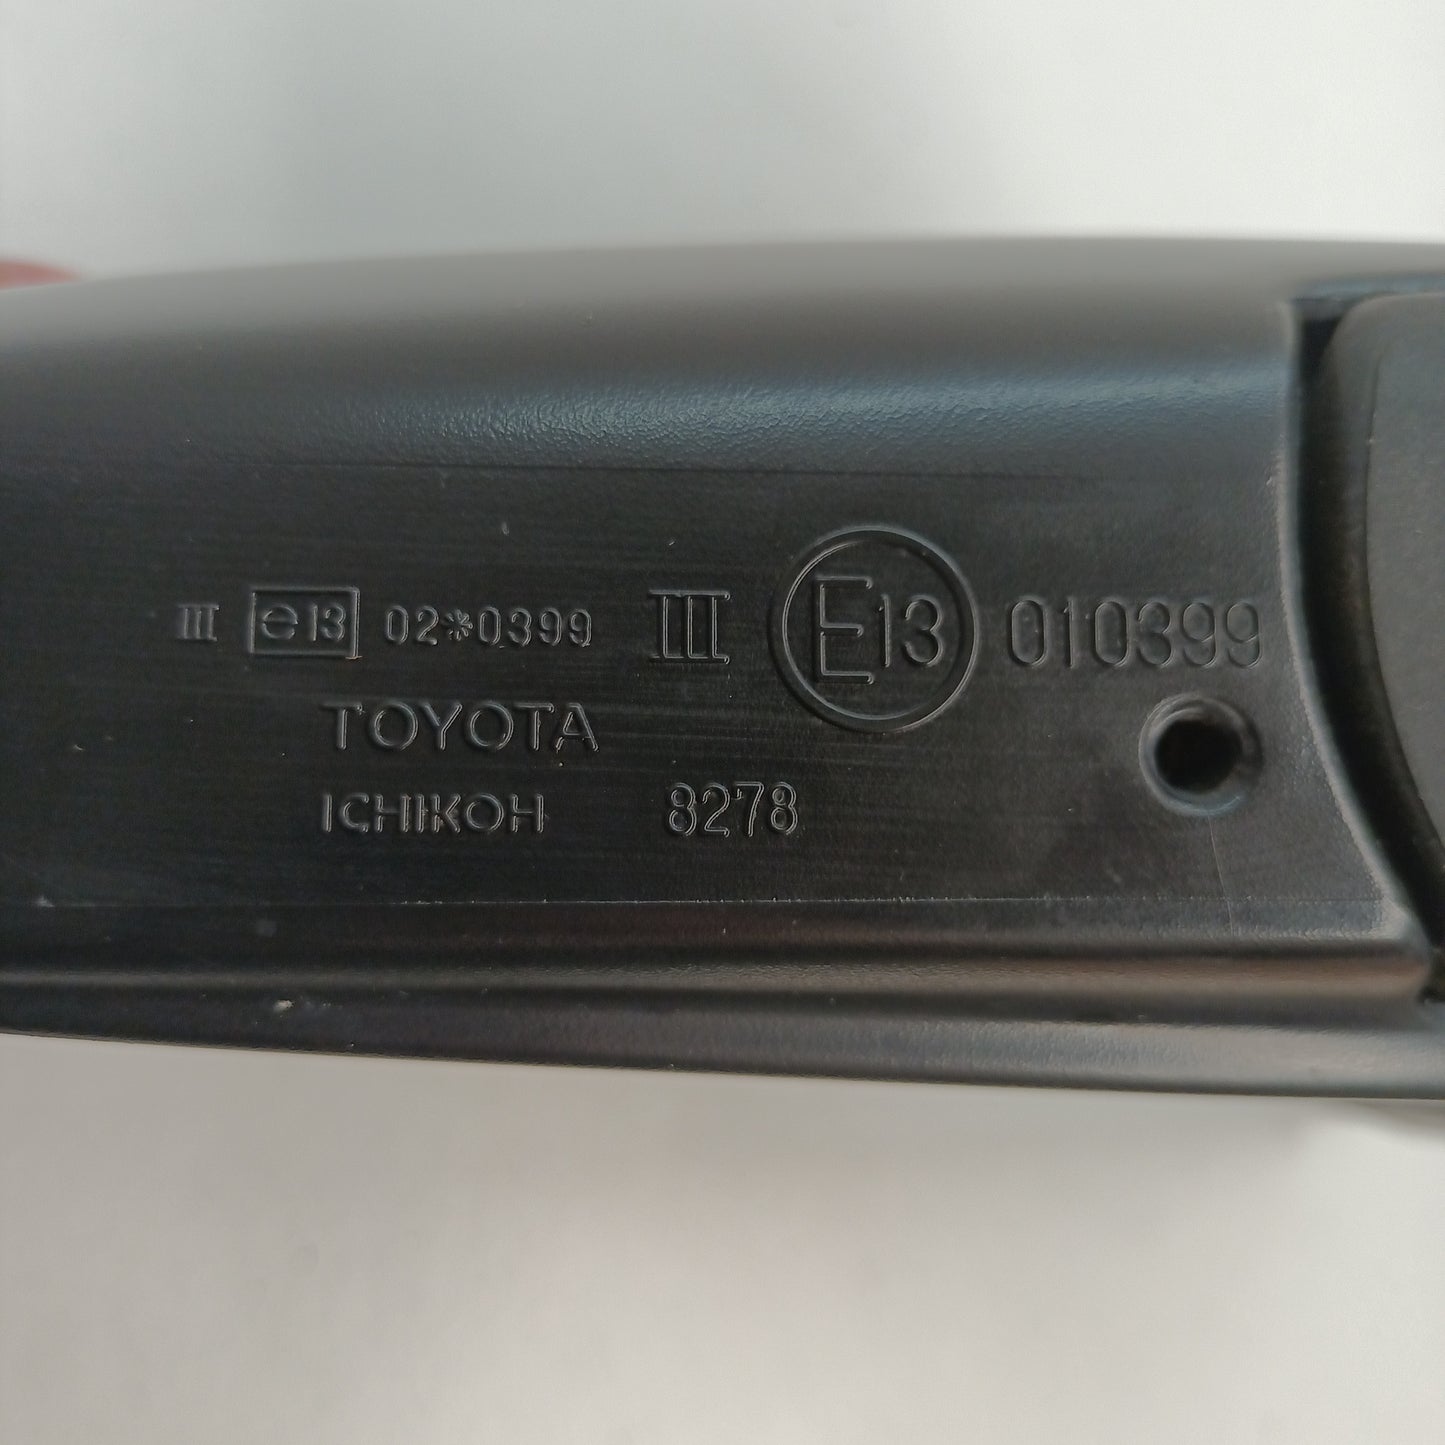 III e13 02*0399 III E13 010399
TOYOTA
ICHIKOH 8278